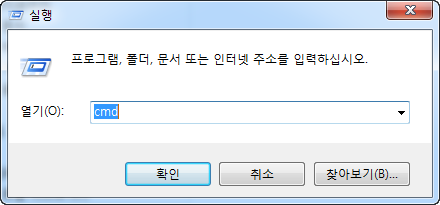 실행
프로그램, 폴더, 문서 또는 인터넷 주소를 입력하십시오.
열기(O): cmd
확인 취소 찾아보기(B)...